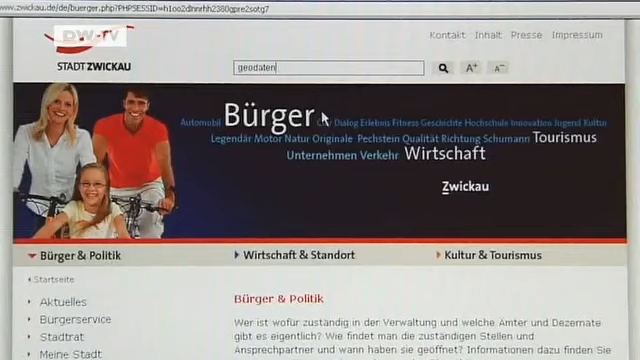 www.zwickau.de/de/buerger.php?PHPSESSID=h1oo2dlnnrhh2380gpre2sotg7
DW-TV
Kontakt Inhalt Presse Impressum
STADT ZWICKAU
geodaten
A+ A-
Automobil Bürger Dialog Erlebnis Fitness Geschichte Hochschule Innovation Jugend Kultur
Legendär Motor Natur Originale Pechstein Qualität Richtung Schumann Tourismus
Unternehmen Verkehr Wirtschaft
Zwickau
Bürger & Politik Wirtschaft & Standort Kultur & Tourismus
Startseite
Aktuelles
Bürgerservice
Stadtrat
Meine Stadt
Bürger & Politik
Wer ist wofür zuständig in der Verwaltung und welche Ämter und Dezernate
gibt es eigentlich? Wie findet man die zuständigen Stellen und
Ansprechpartner und wann haben sie geöffnet? Informationen dazu finden Sie